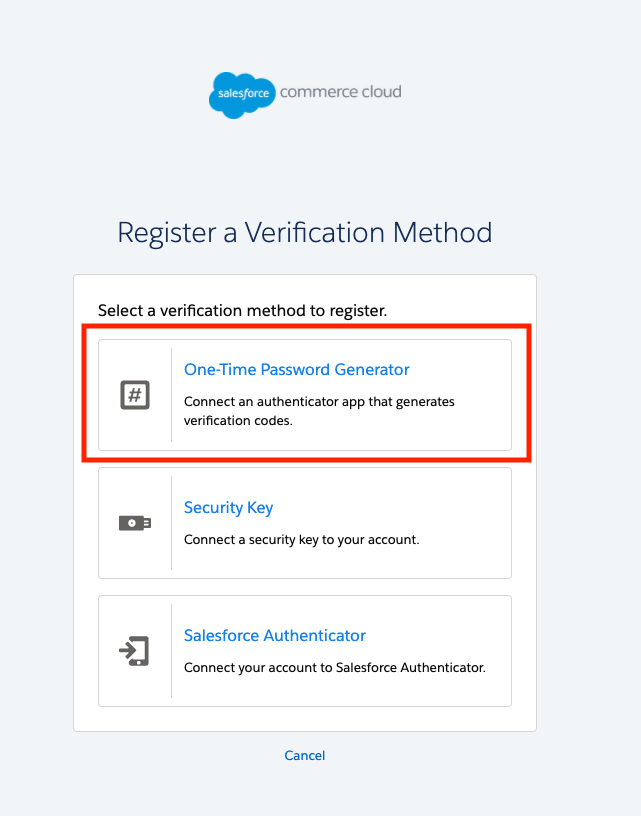 salesforce commerce cloud
Register a Verification Method
Select a verification method to register.
#
One-Time Password Generator
Connect an authenticator app that generates
verification codes.
Security Key
Connect a security key to your account.
Salesforce Authenticator
Connect your account to Salesforce Authenticator.
Cancel